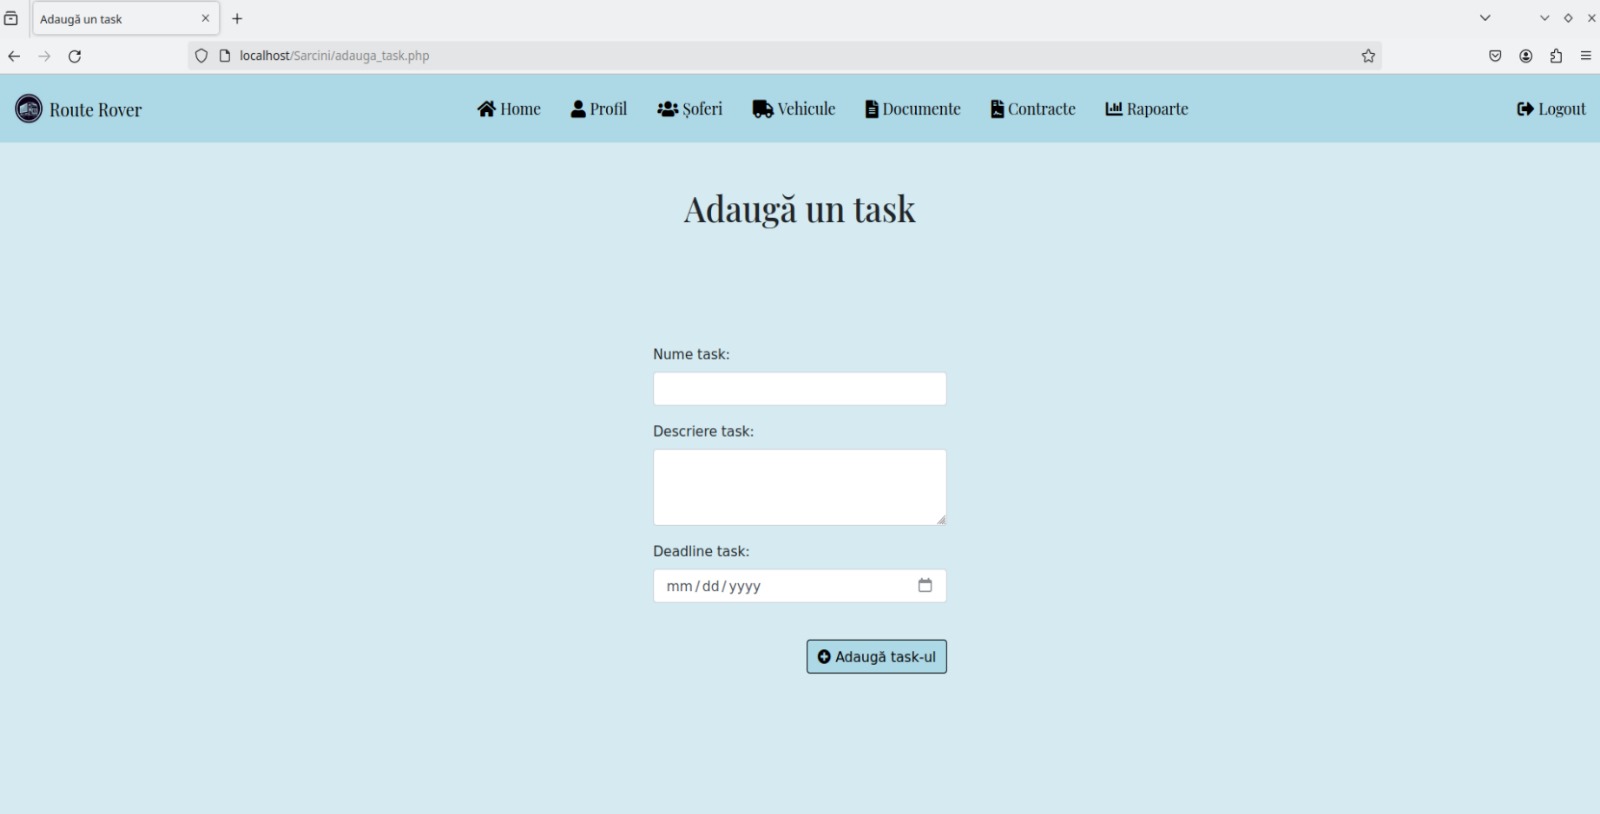 Adaugă un task
localhost/Sarcini/adauga_task.php
Route Rover Home Profil Șoferi Vehicule Documente Contracte Rapoarte Logout
Adaugă un task
Nume task:
Descriere task:
Deadline task:
mm/dd/yyyy
Adaugă task-ul